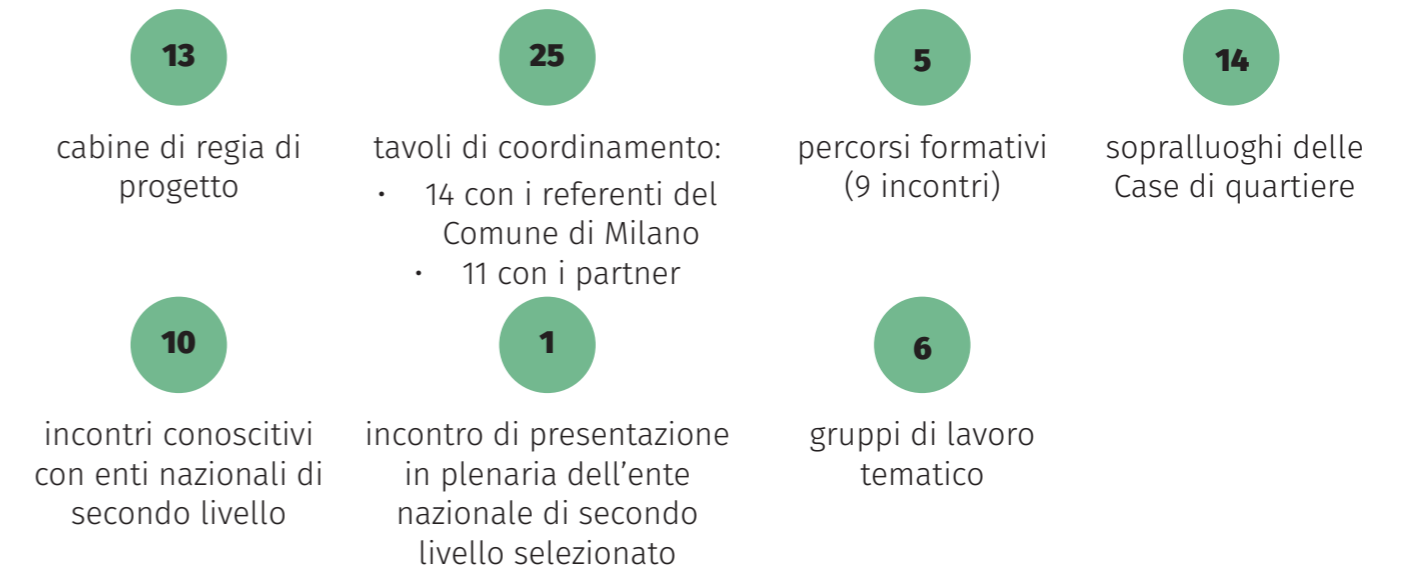 13
cabine di regia di
progetto
25
tavoli di coordinamento:
• 14 con i referenti del
Comune di Milano
• 11 con i partner
5
percorsi formativi
(9 incontri)
14
sopralluoghi delle
Case di quartiere
10
incontri conoscitivi
con enti nazionali di
secondo livello
1
incontro di presentazione
in plenaria dell’ente
nazionale di secondo
livello selezionato
6
gruppi di lavoro
tematico